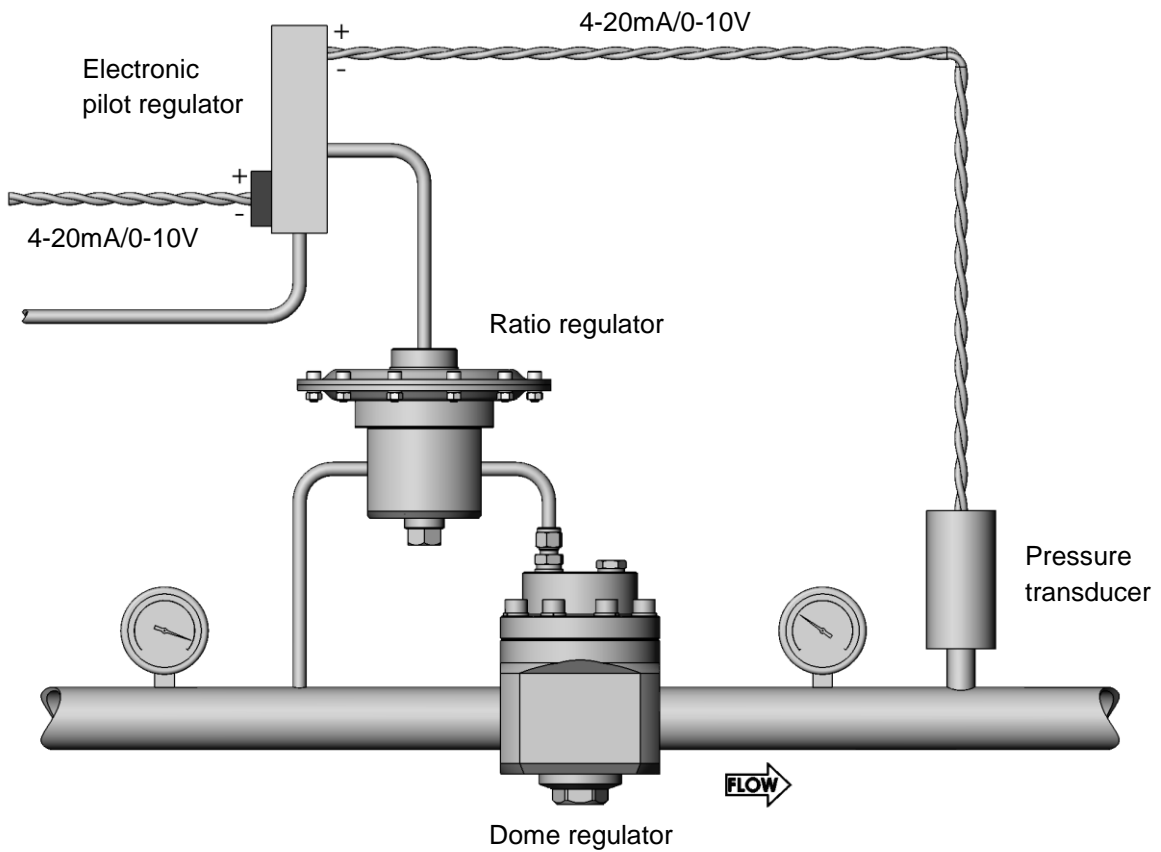 4-20mA/0-10V
+
-
Electronic
pilot regulator
+
-
4-20mA/0-10V
Ratio regulator
Pressure
transducer
FLOW
Dome regulator